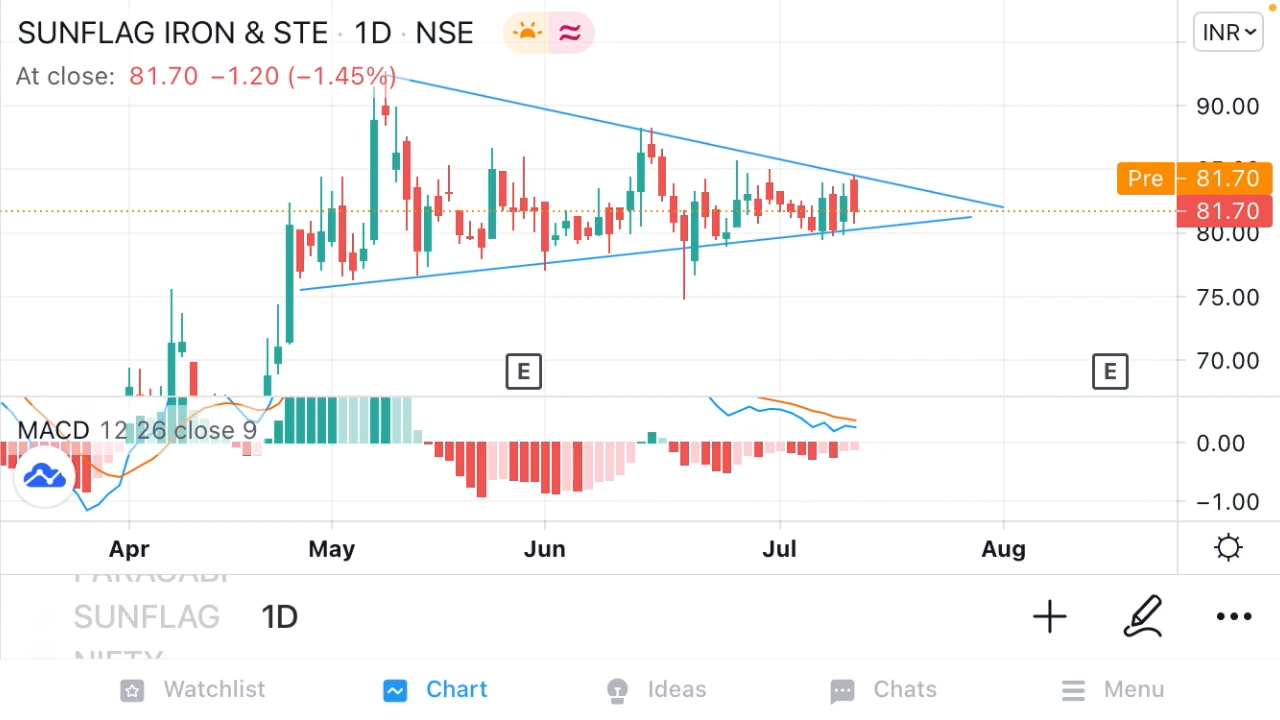 SUNFLAG IRON & STE · 1D · NSE
INR
At close: 81.70 −1.20 (−1.45%)
90.00
Pre 81.70
81.70
80.00
75.00
E E
70.00
MACD 12 26 close 9
0.00
−1.00
Apr May Jun Jul Aug
SUNFLAG 1D
NIFTY
Watchlist Chart Ideas Chats Menu